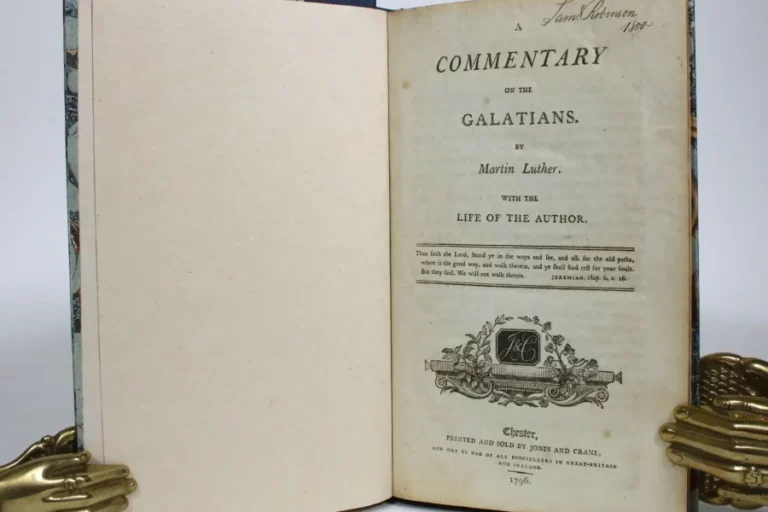 Saml. Robinson
1800
A
COMMENTARY
ON THE
GALATIANS.
BY
Martin Luther.
WITH THE
LIFE OF THE AUTHOR.
Thus saith the Lord, Stand ye in the ways and see, and ask for the old paths,
where is the good way, and walk therein, and ye shall find rest for your souls.
But they said, We will not walk therein. JEREMIAH, chap. 6, v. 16.
J&C
Chester,
PRINTED AND SOLD BY JONES AND CRANE;
AND MAY BE HAD OF ALL BOOKSELLERS IN GREAT-BRITAIN
AND IRELAND.
1796.